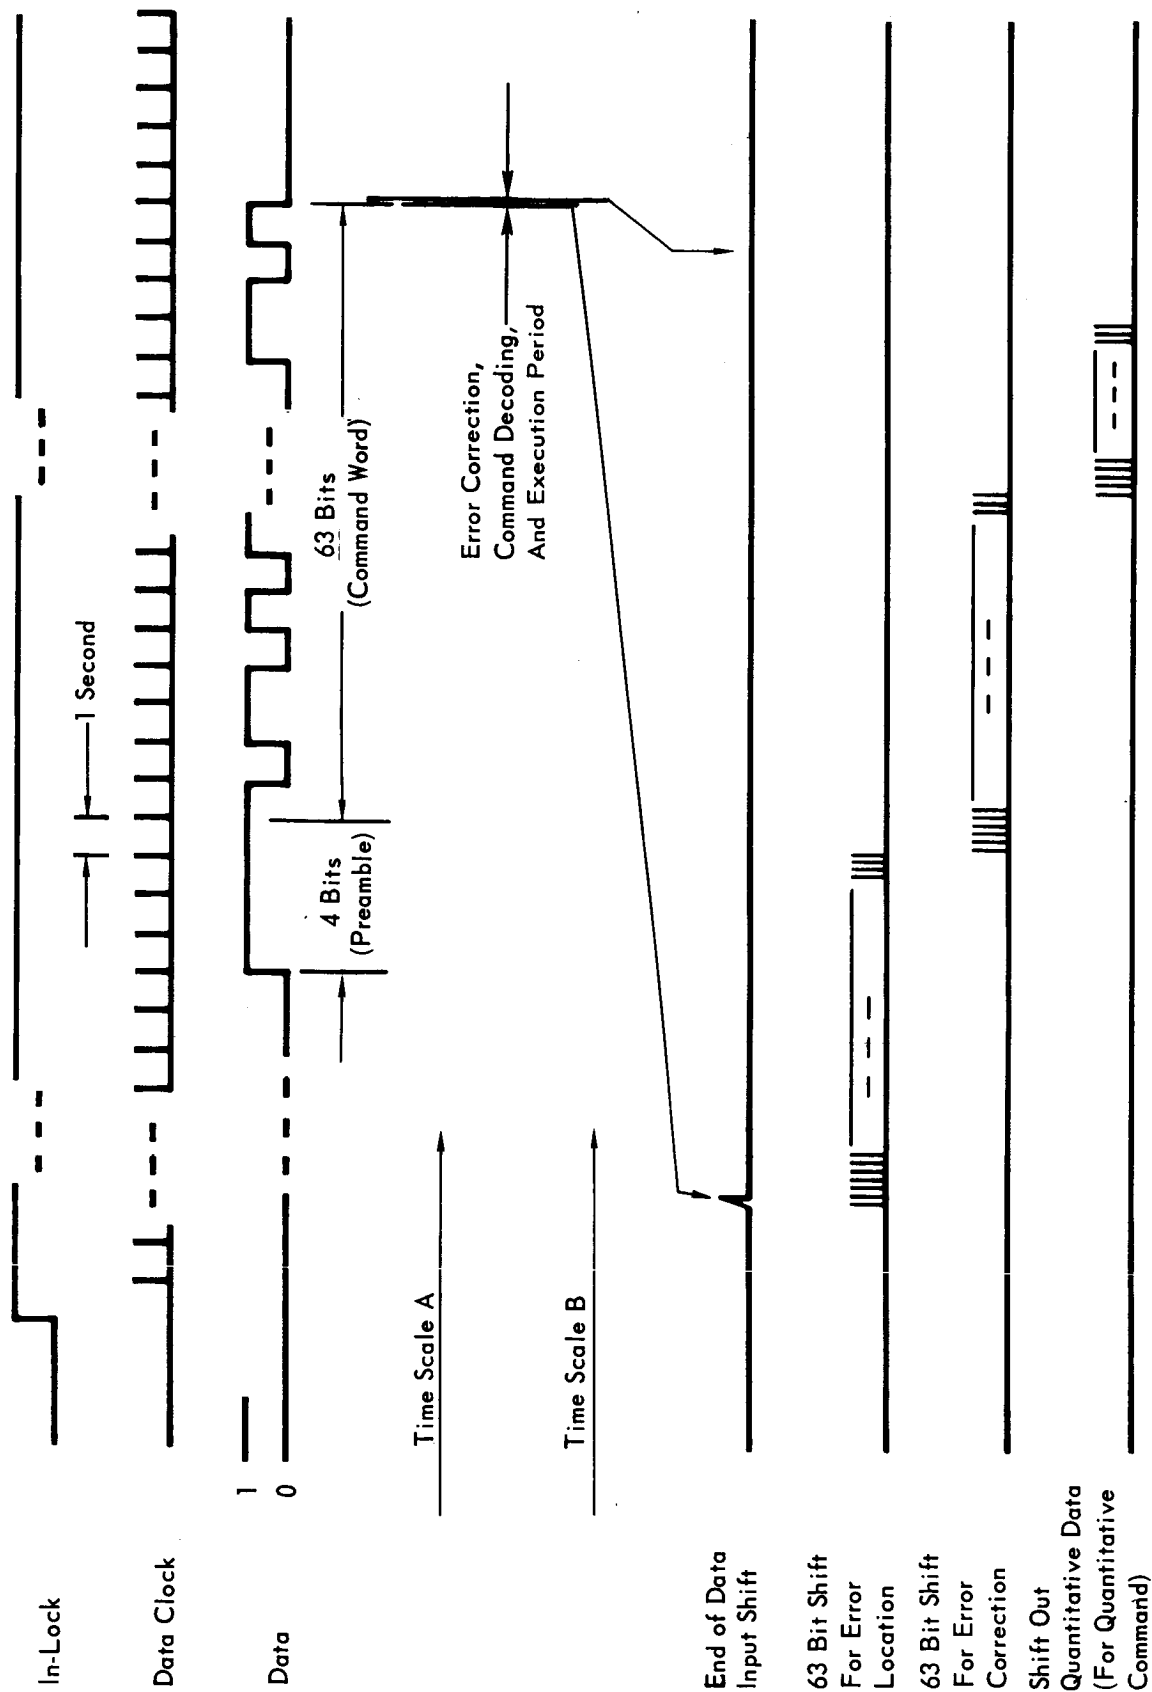 In-Lock
Data Clock
1 Second
1
0
Data
4 Bits
(Preamble)
63 Bits
(Command Word)
Time Scale A
Error Correction,
Command Decoding,
And Execution Period
Time Scale B
End of Data
Input Shift
63 Bit Shift
For Error
Location
63 Bit Shift
For Error
Correction
Shift Out
Quantitative Data
(For Quantitative
Command)